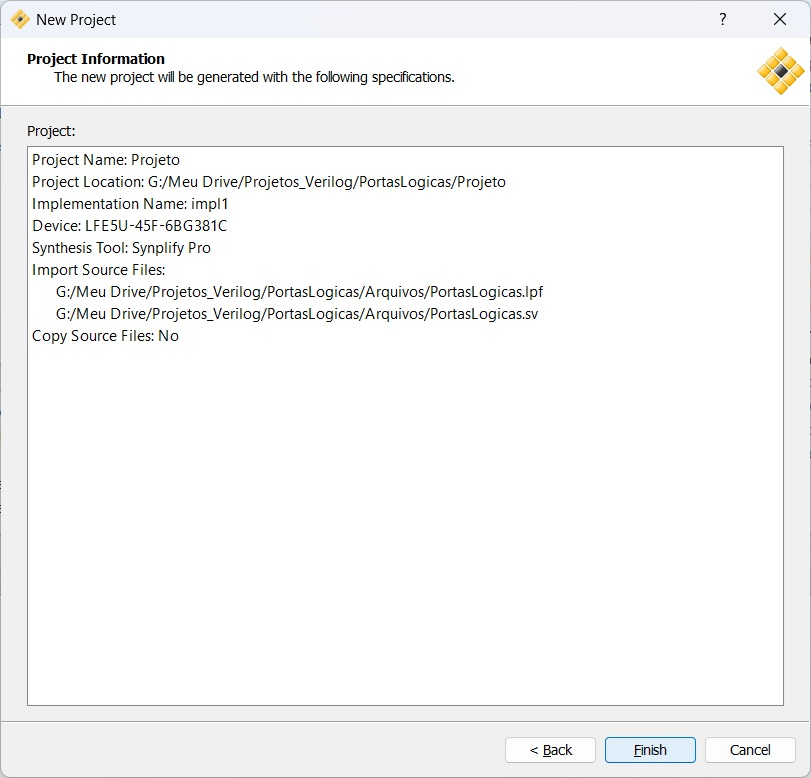 New Project
?
Project Information
The new project will be generated with the following specifications.
Project:
Project Name: Projeto
Project Location: G:/Meu Drive/Projetos_Verilog/PortasLogicas/Projeto
Implementation Name: impl1
Device: LFE5U-45F-6BG381C
Synthesis Tool: Synplify Pro
Import Source Files:
G:/Meu Drive/Projetos_Verilog/PortasLogicas/Arquivos/PortasLogicas.lpf
G:/Meu Drive/Projetos_Verilog/PortasLogicas/Arquivos/PortasLogicas.sv
Copy Source Files: No
< Back
Finish
Cancel